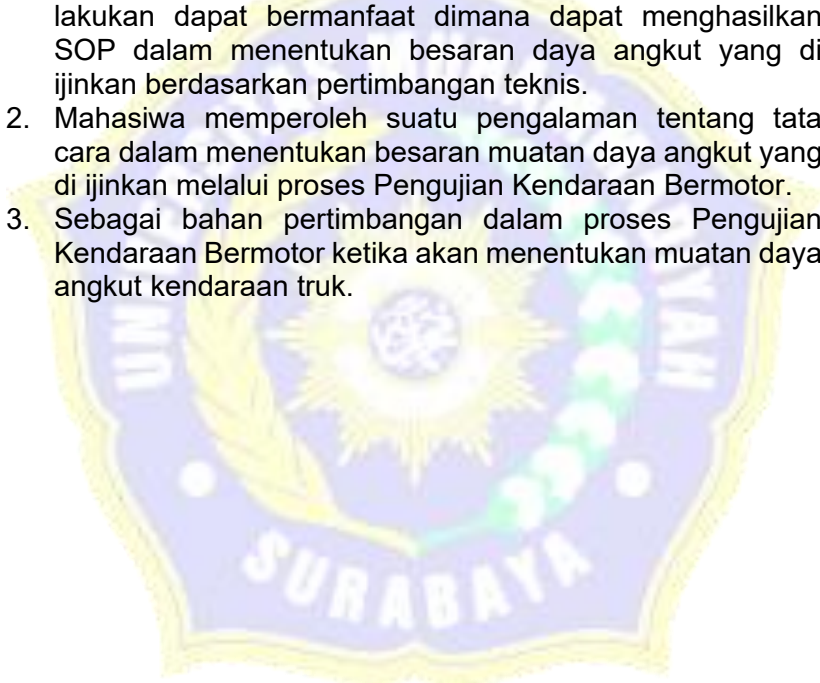 lakukan dapat bermanfaat dimana dapat menghasilkan
SOP dalam menentukan besaran daya angkut yang di
ijinkan berdasarkan pertimbangan teknis.
2. Mahasiwa memperoleh suatu pengalaman tentang tata
cara dalam menentukan besaran muatan daya angkut yang
di ijinkan melalui proses Pengujian Kendaraan Bermotor.
3. Sebagai bahan pertimbangan dalam proses Pengujian
Kendaraan Bermotor ketika akan menentukan muatan daya
angkut kendaraan truk.
UNIVERSITAS MUHAMMADIYAH
SURABAYA